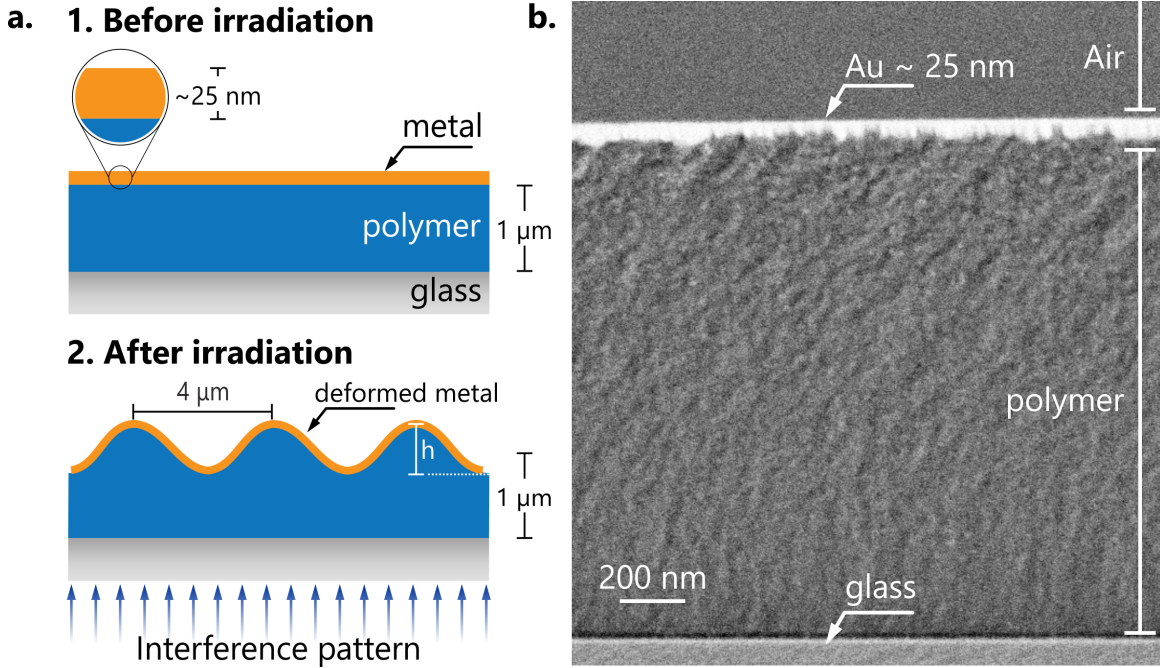 a.
1. Before irradiation
~25 nm
metal
polymer
1 µm
glass
2. After irradiation
4 µm
deformed metal
h
1 µm
Interference pattern
b.
Air
Au ~ 25 nm
polymer
200 nm
glass